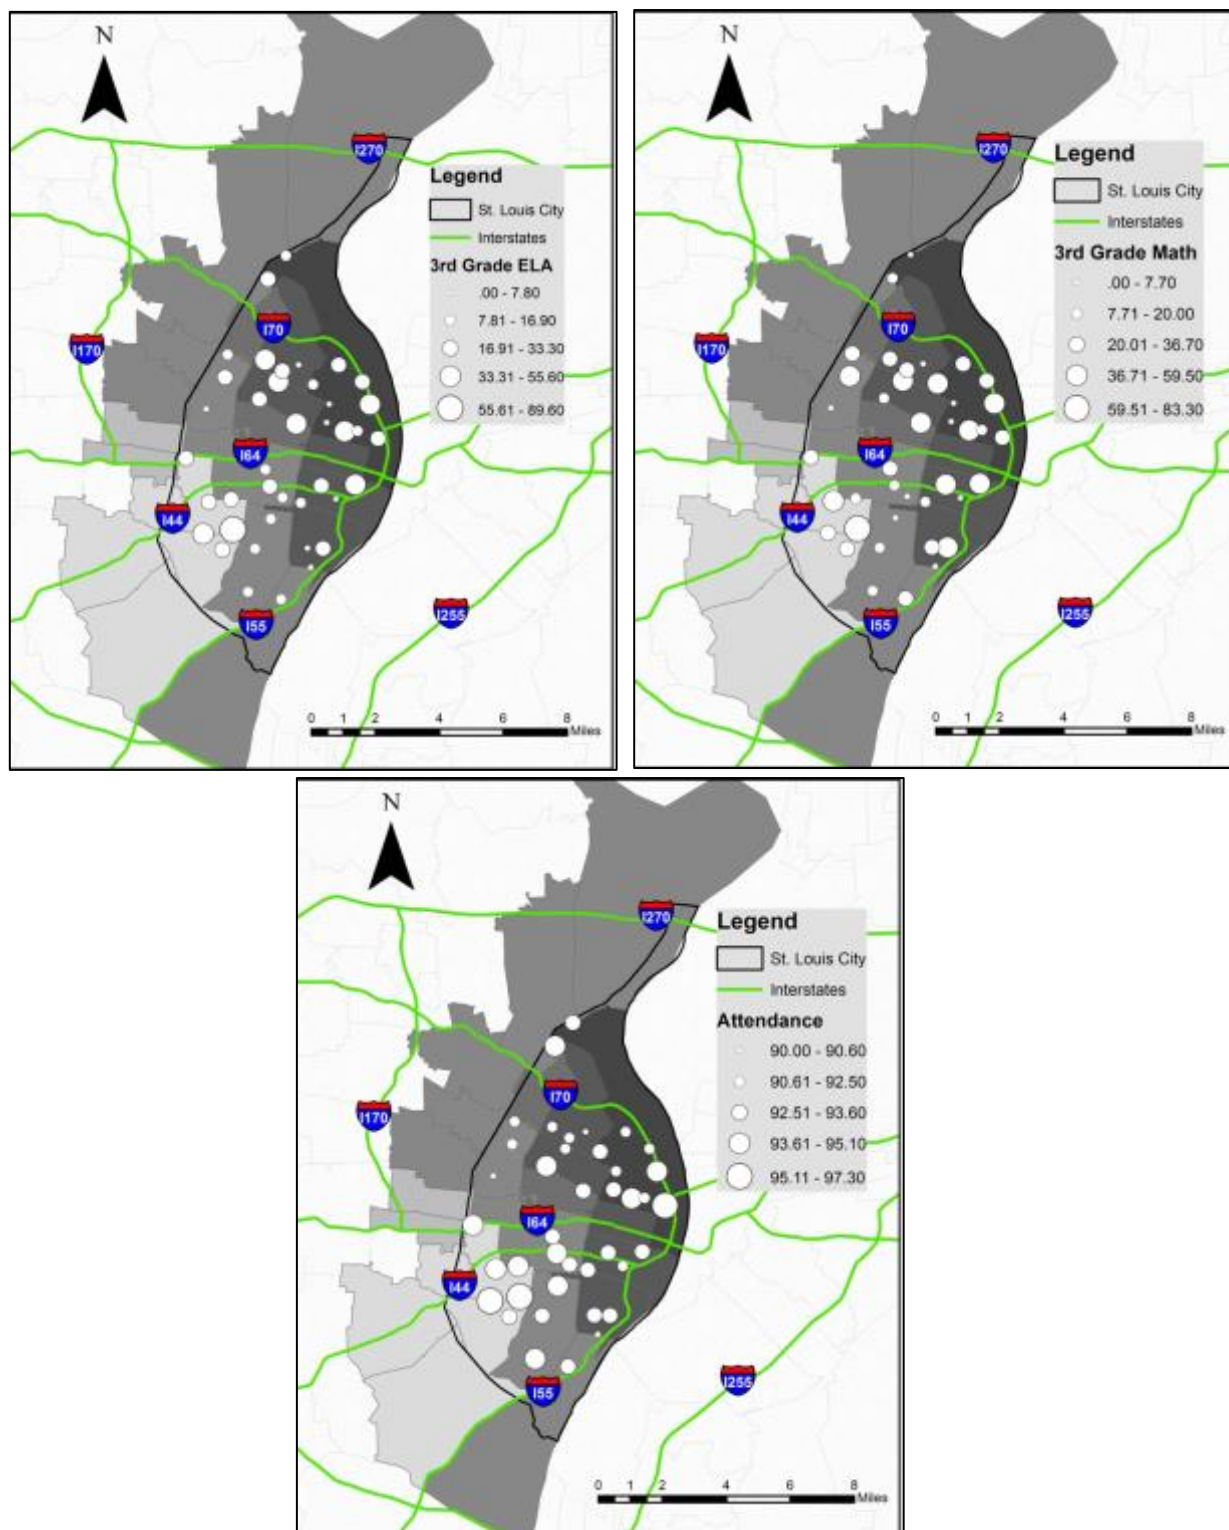 N
I270
Legend
St. Louis City
Interstates
3rd Grade ELA
.00 - 7.80
7.81 - 16.90
16.91 - 33.30
33.31 - 55.60
55.61 - 89.60
I70
I170
I64
I44
I55
I255
0 1 2 4 6 8
Miles
N
I270
Legend
St. Louis City
Interstates
3rd Grade Math
.00 - 7.70
7.71 - 20.00
20.01 - 36.70
36.71 - 59.50
59.51 - 83.30
I70
I170
I64
I44
I55
I255
0 1 2 4 6 8
Miles
N
I270
Legend
St. Louis City
Interstates
Attendance
90.00 - 90.60
90.61 - 92.50
92.51 - 93.60
93.61 - 95.10
95.11 - 97.30
I70
I170
I64
I44
I55
I255
0 1 2 4 6 8
Miles